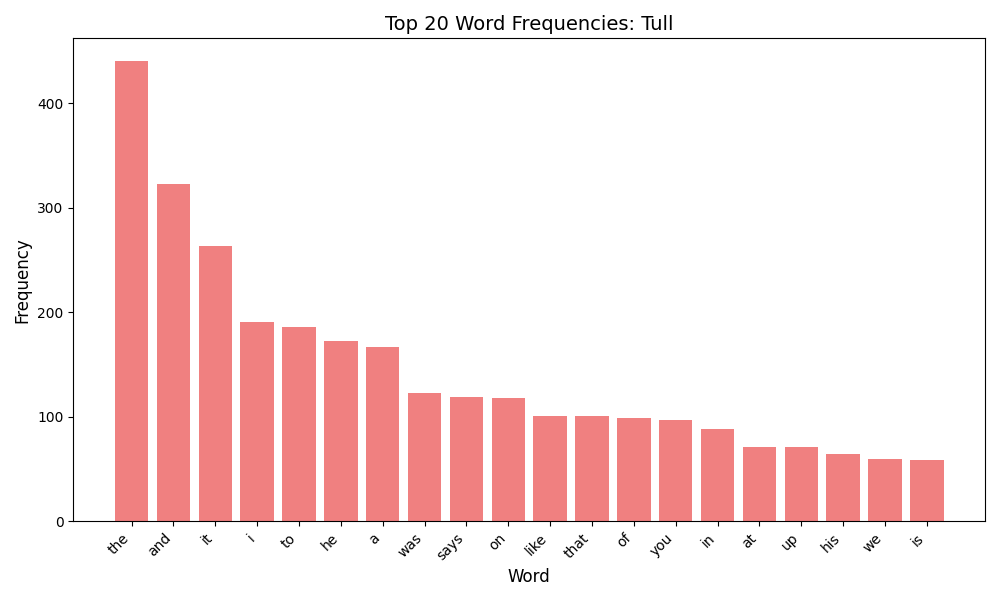 Top 20 Word Frequencies: Tull
Frequency
400
300
200
100
0
the and it i to he a was says on like that of you in at up his we is
Word